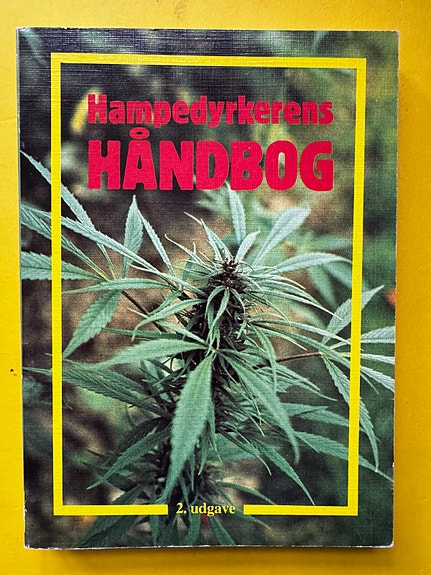 Hampedyrkerens
HÅNDBOG
2. udgave